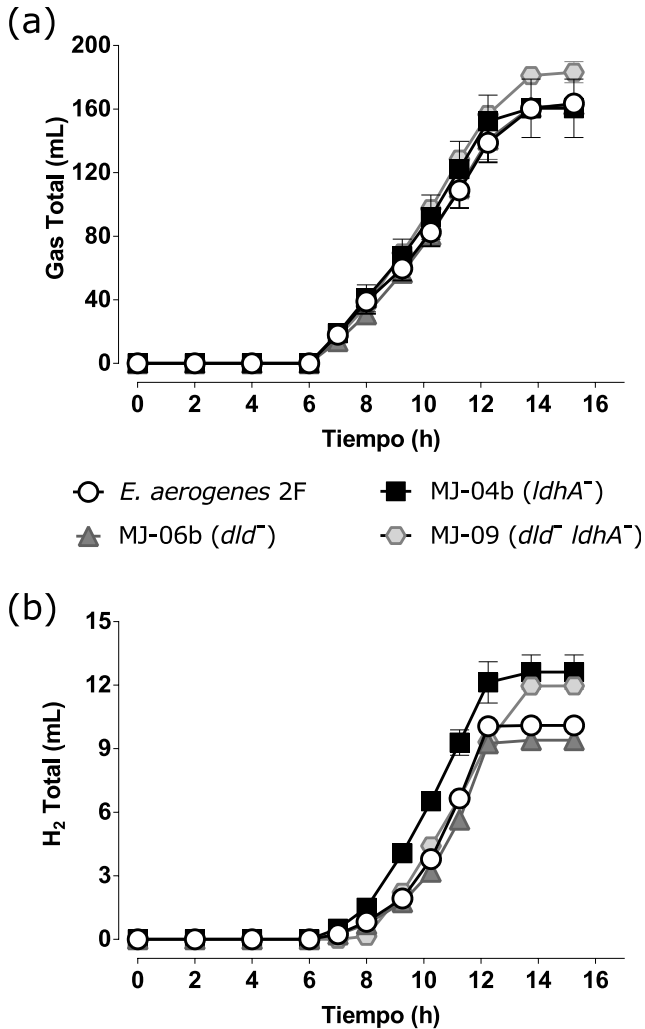 (a)
200
160
120
80
40
0
Gas Total (mL)
0 2 4 6 8 10 12 14 16
Tiempo (h)
E. aerogenes 2F
MJ-04b (ldhA⁻)
MJ-06b (dld⁻)
MJ-09 (dld⁻ ldhA⁻)
(b)
15
12
9
6
3
0
H₂ Total (mL)
0 2 4 6 8 10 12 14 16
Tiempo (h)